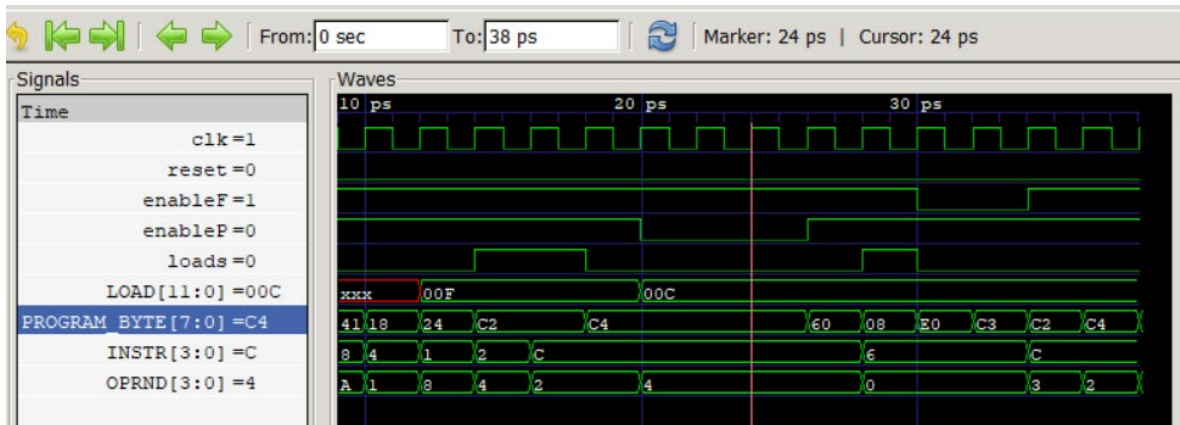 From: 0 sec To: 38 ps Marker: 24 ps | Cursor: 24 ps
Signals Waves
Time 10 ps 20 ps 30 ps
clk=1
reset=0
enableF=1
enableP=0
loads=0
LOAD[11:0]=00C xxx 00F 00C
PROGRAM_BYTE[7:0]=C4 41 18 24 C2 C4 60 08 E0 C3 C2 C4
INSTR[3:0]=C 8 4 1 2 C 6 C
OPRND[3:0]=4 A 1 8 4 2 4 0 3 2